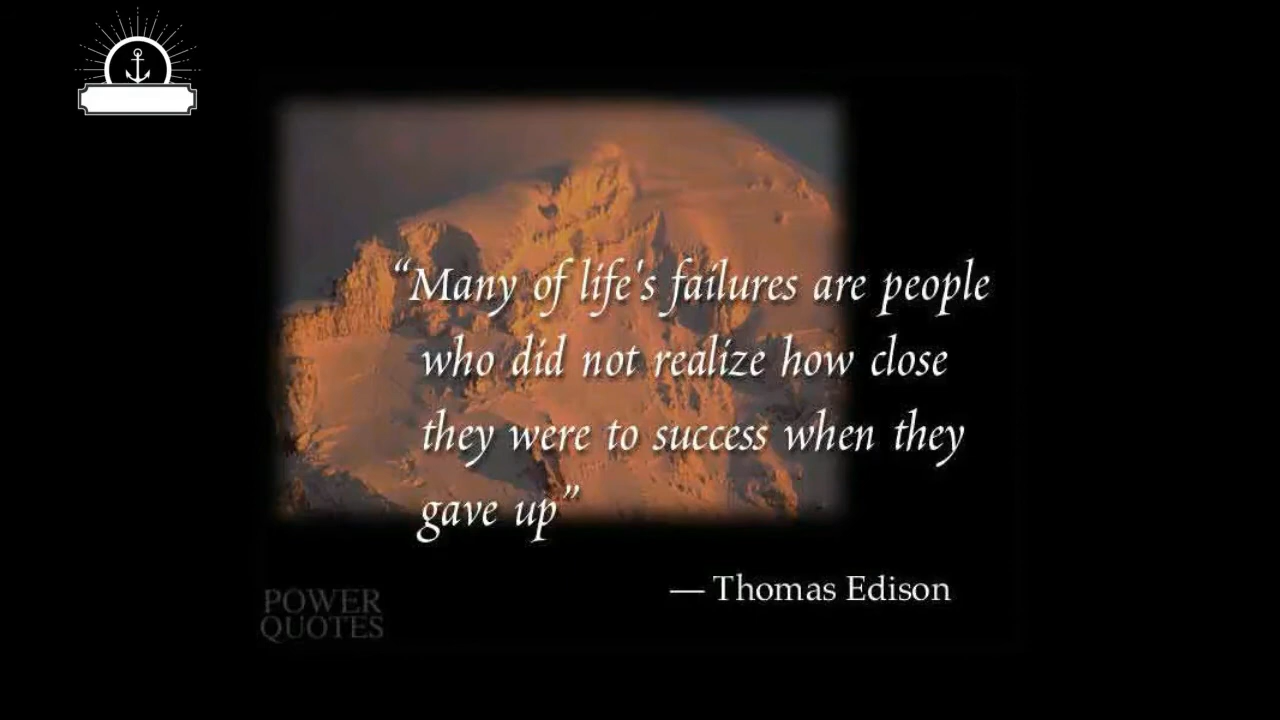 “Many of life's failures are people
who did not realize how close
they were to success when they
gave up”
— Thomas Edison
POWER
QUOTES